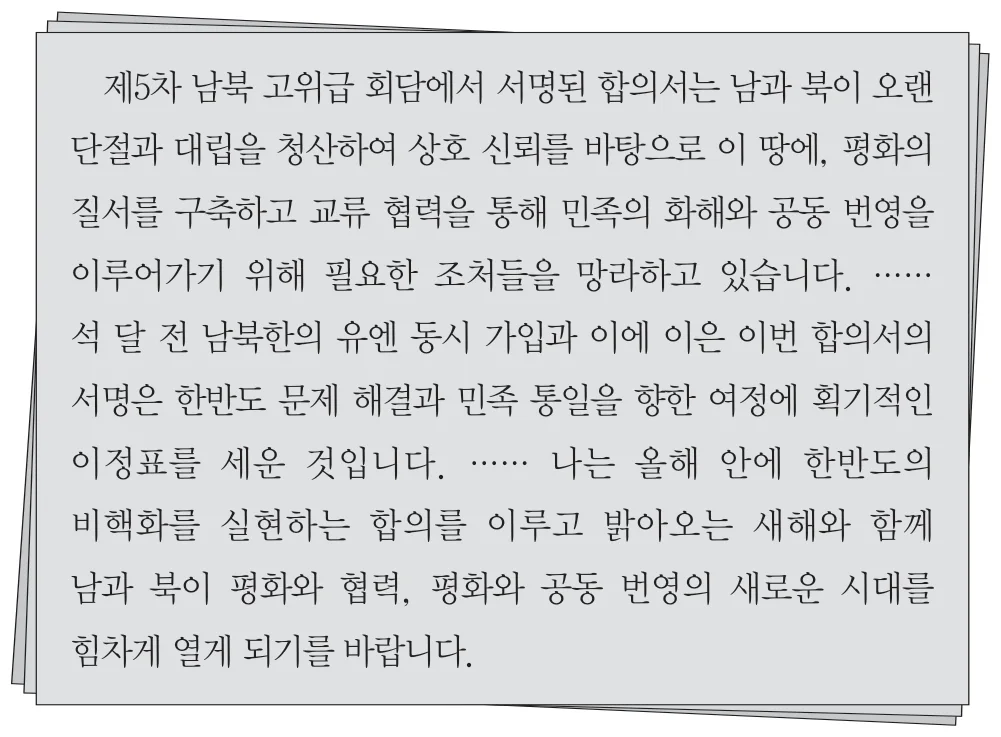 제5차 남북 고위급 회담에서 서명된 합의서는 남과 북이 오랜
단절과 대립을 청산하여 상호 신뢰를 바탕으로 이 땅에, 평화의
질서를 구축하고 교류 협력을 통해 민족의 화해와 공동 번영을
이루어가기 위해 필요한 조처들을 망라하고 있습니다. ……
석 달 전 남북한의 유엔 동시 가입과 이에 이은 이번 합의서의
서명은 한반도 문제 해결과 민족 통일을 향한 여정에 획기적인
이정표를 세운 것입니다. …… 나는 올해 안에 한반도의
비핵화를 실현하는 합의를 이루고 밝아오는 새해와 함께
남과 북이 평화와 협력, 평화와 공동 번영의 새로운 시대를
힘차게 열게 되기를 바랍니다.